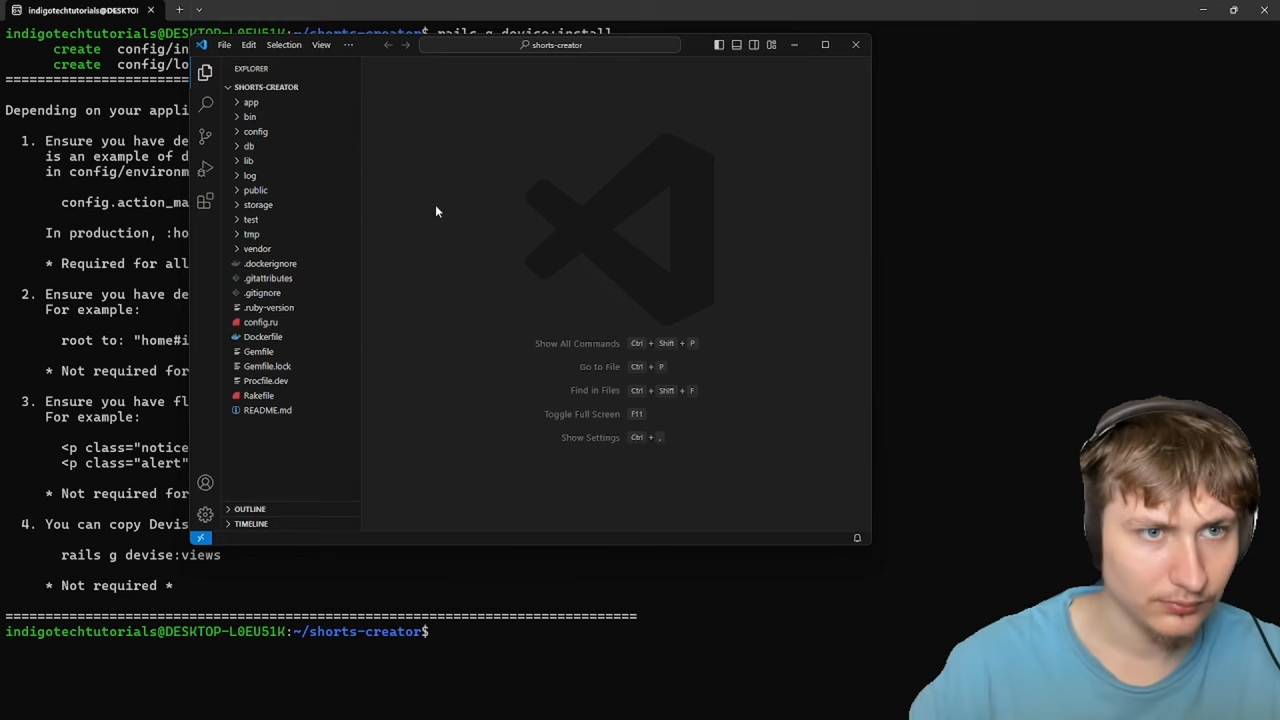 indigotechtutorials@DESKTOP
indigotechtutorials@DESKTOP-L0EU51K:~/shorts-creator$ rails g devise:install
create config/in
create config/lo
===============
Depending on your appli
1. Ensure you have de
is an example of d
in config/environm
config.action_ma
In production, :ho
* Required for all
2. Ensure you have de
For example:
root to: "home#i
* Not required for
3. Ensure you have fl
For example:
<p class="notice
<p class="alert"
* Not required for
4. You can copy Devis
rails g devise:views
* Not required *
===============================================================================
indigotechtutorials@DESKTOP-L0EU51K:~/shorts-creator$
File Edit Selection View ··· shorts-creator
EXPLORER
SHORTS-CREATOR
app
bin
config
db
lib
log
public
storage
test
tmp
vendor
.dockerignore
.gitattributes
.gitignore
.ruby-version
config.ru
Dockerfile
Gemfile
Gemfile.lock
Procfile.dev
Rakefile
README.md
OUTLINE
TIMELINE
Show All Commands Ctrl + Shift + P
Go to File Ctrl + P
Find in Files Ctrl + Shift + F
Toggle Full Screen F11
Show Settings Ctrl + ,